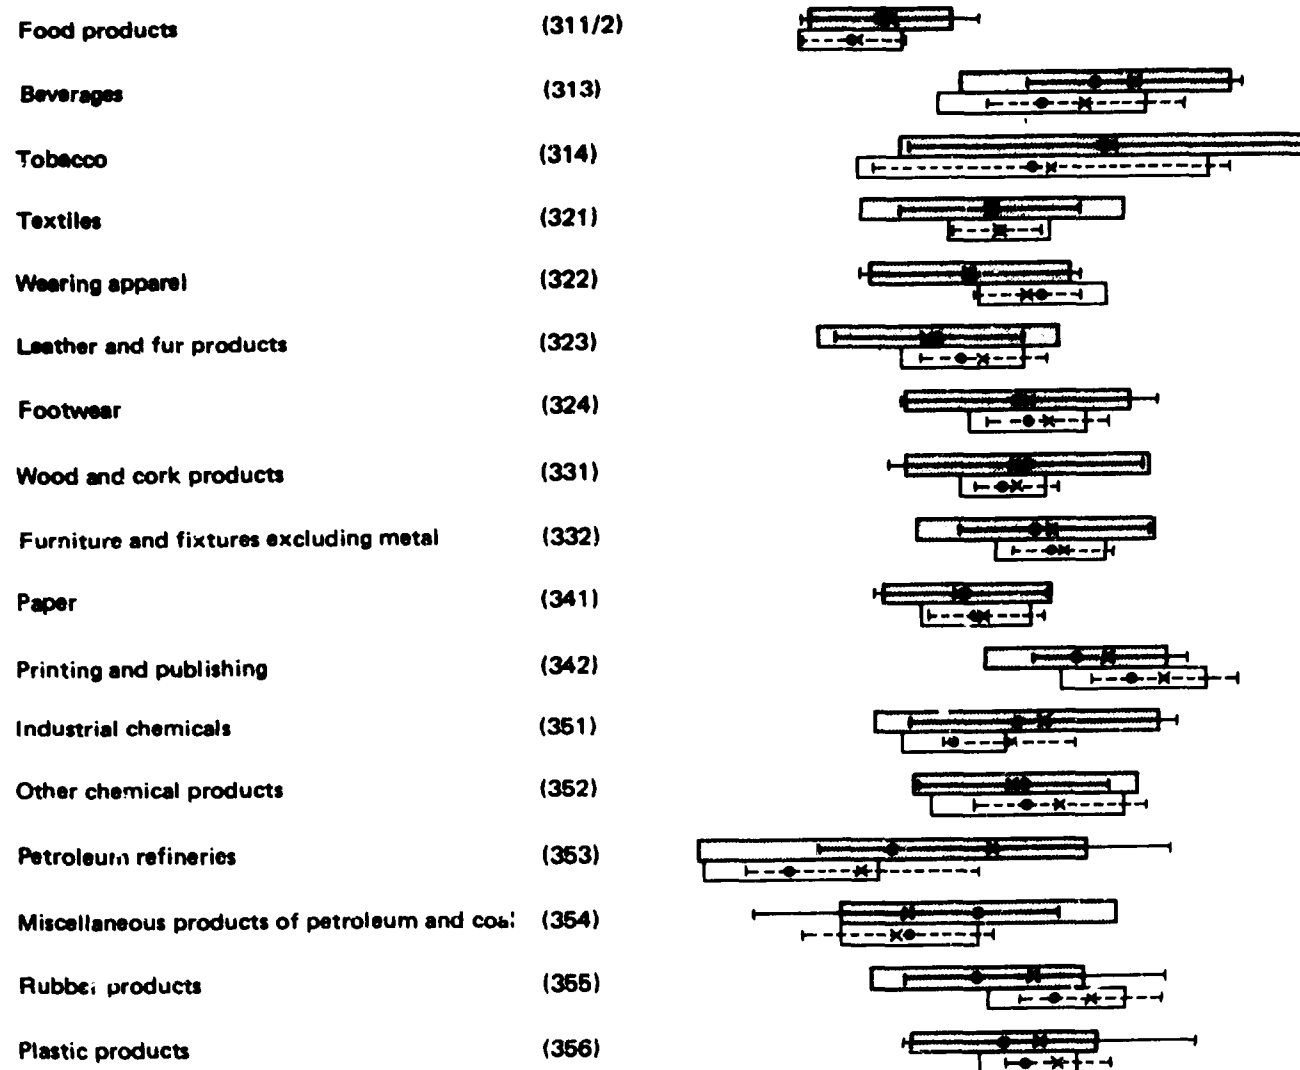 Food products (311/2)
Beverages (313)
Tobacco (314)
Textiles (321)
Wearing apparel (322)
Leather and fur products (323)
Footwear (324)
Wood and cork products (331)
Furniture and fixtures excluding metal (332)
Paper (341)
Printing and publishing (342)
Industrial chemicals (351)
Other chemical products (352)
Petroleum refineries (353)
Miscellaneous products of petroleum and coal (354)
Rubber products (355)
Plastic products (356)